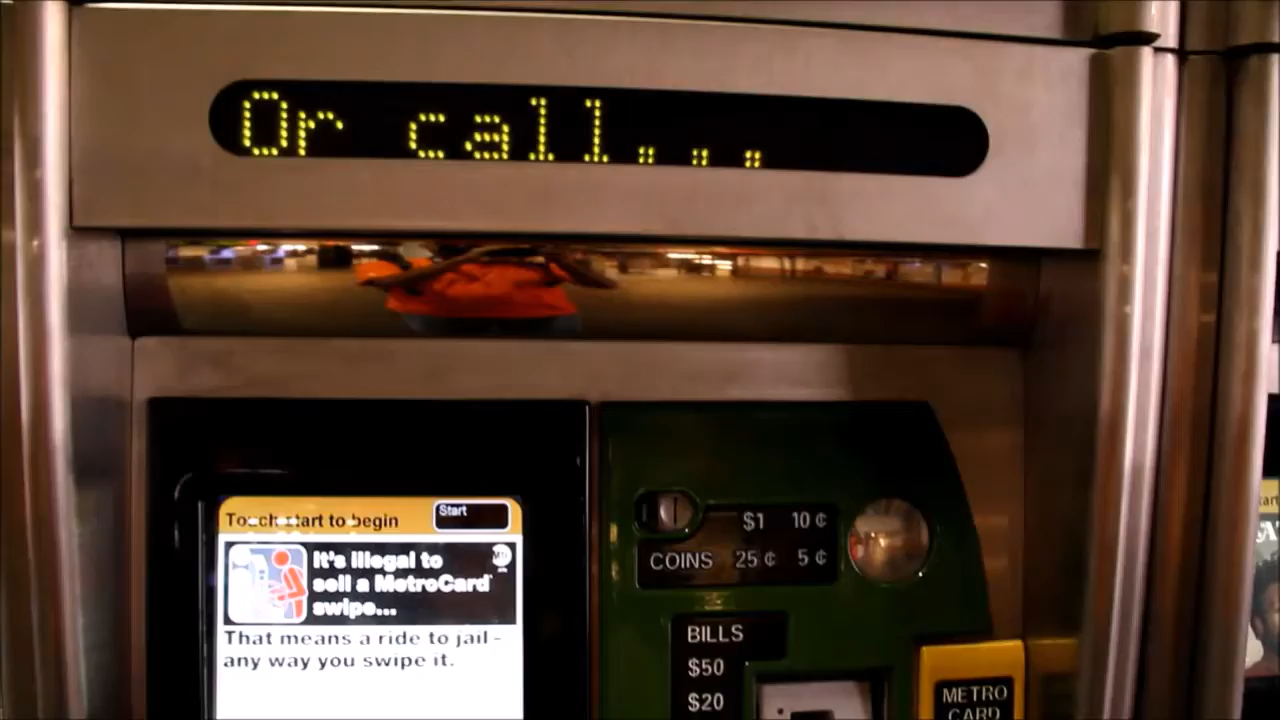 Or call...
Touch start to begin
Start
It's illegal to
sell a MetroCard
swipe...
That means a ride to jail -
any way you swipe it.
$1 10 ¢
COINS 25 ¢ 5 ¢
BILLS
$50
$20
METRO
CARD